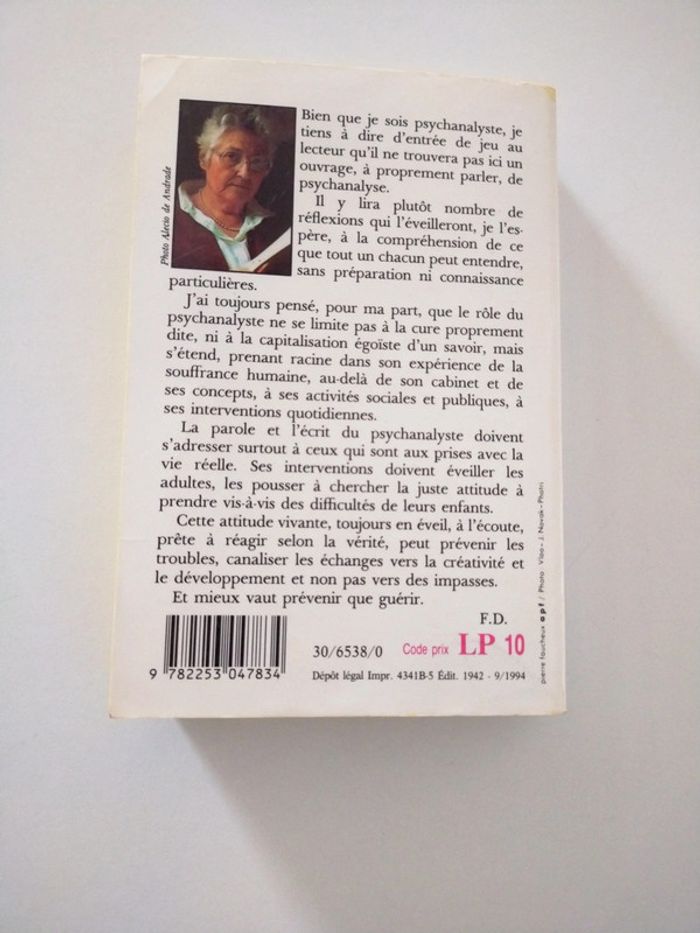 Photo Alecio de Andrade
Bien que je sois psychanalyste, je
tiens à dire d'entrée de jeu au
lecteur qu'il ne trouvera pas ici un
ouvrage, à proprement parler, de
psychanalyse.
Il y lira plutôt nombre de
réflexions qui l'éveilleront, je l'es-
père, à la compréhension de ce
que tout un chacun peut entendre,
sans préparation ni connaissance
particulières.
J'ai toujours pensé, pour ma part, que le rôle du
psychanalyste ne se limite pas à la cure proprement
dite, ni à la capitalisation égoïste d'un savoir, mais
s'étend, prenant racine dans son expérience de la
souffrance humaine, au-delà de son cabinet et de
ses concepts, à ses activités sociales et publiques, à
ses interventions quotidiennes.
La parole et l'écrit du psychanalyste doivent
s'adresser surtout à ceux qui sont aux prises avec la
vie réelle. Ses interventions doivent éveiller les
adultes, les pousser à chercher la juste attitude à
prendre vis-à-vis des difficultés de leurs enfants.
Cette attitude vivante, toujours en éveil, à l'écoute,
prête à réagir selon la vérité, peut prévenir les
troubles, canaliser les échanges vers la créativité et
le développement et non pas vers des impasses.
Et mieux vaut prévenir que guérir.
F.D.
30/6538/0 Code prix LP 10
9 782253 047834
Dépôt légal Impr. 4341B-5 Édit. 1942 - 9/1994
pierre faucheux apf / Photo Vloo - J. Novak - Photri